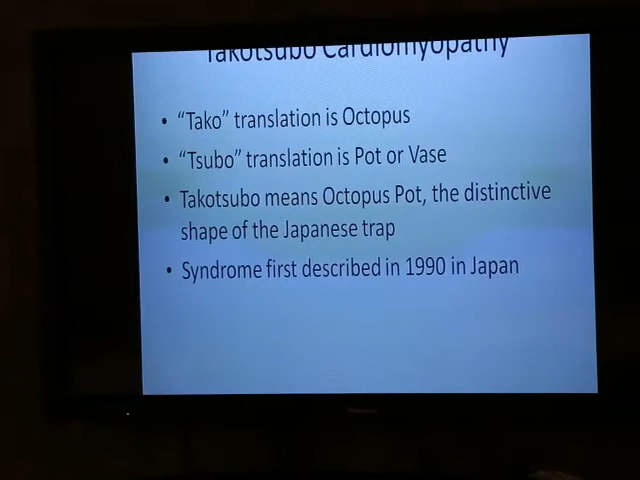 Takotsubo Cardiomyopathy
• “Tako” translation is Octopus
• “Tsubo” translation is Pot or Vase
• Takotsubo means Octopus Pot, the distinctive
shape of the Japanese trap
• Syndrome first described in 1990 in Japan